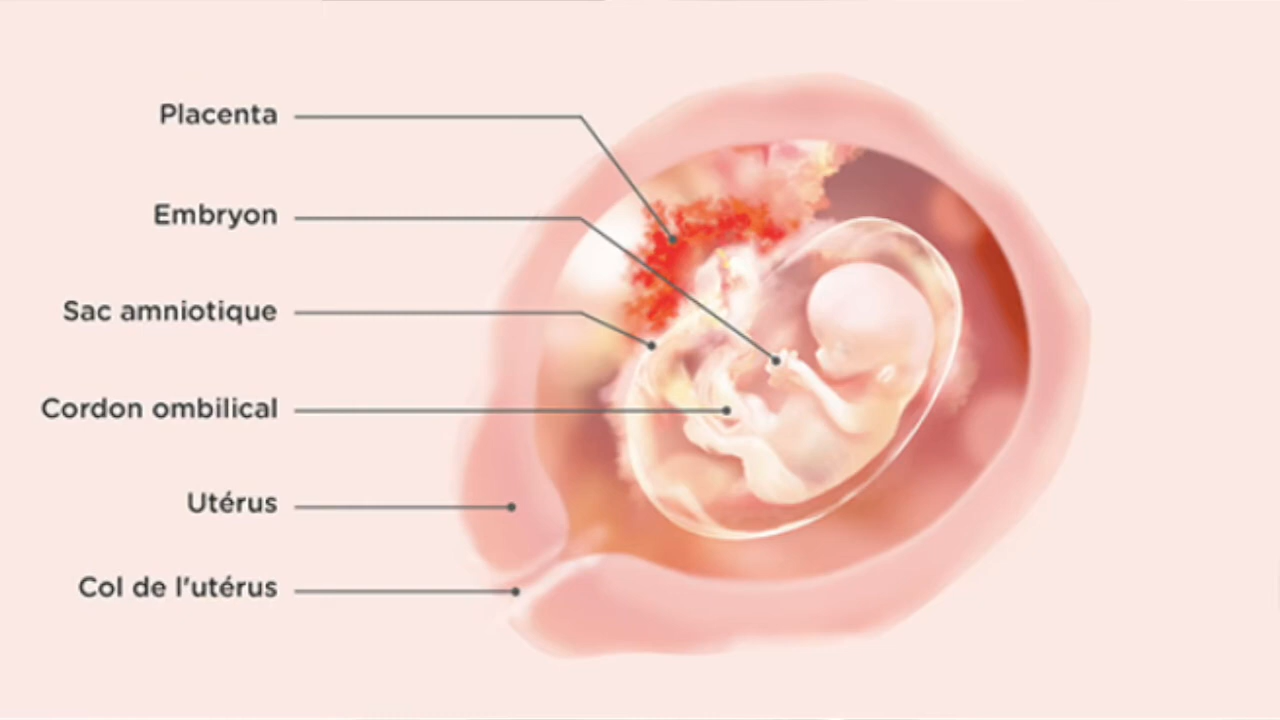 Placenta
Embryon
Sac amniotique
Cordon ombilical
Utérus
Col de l'utérus